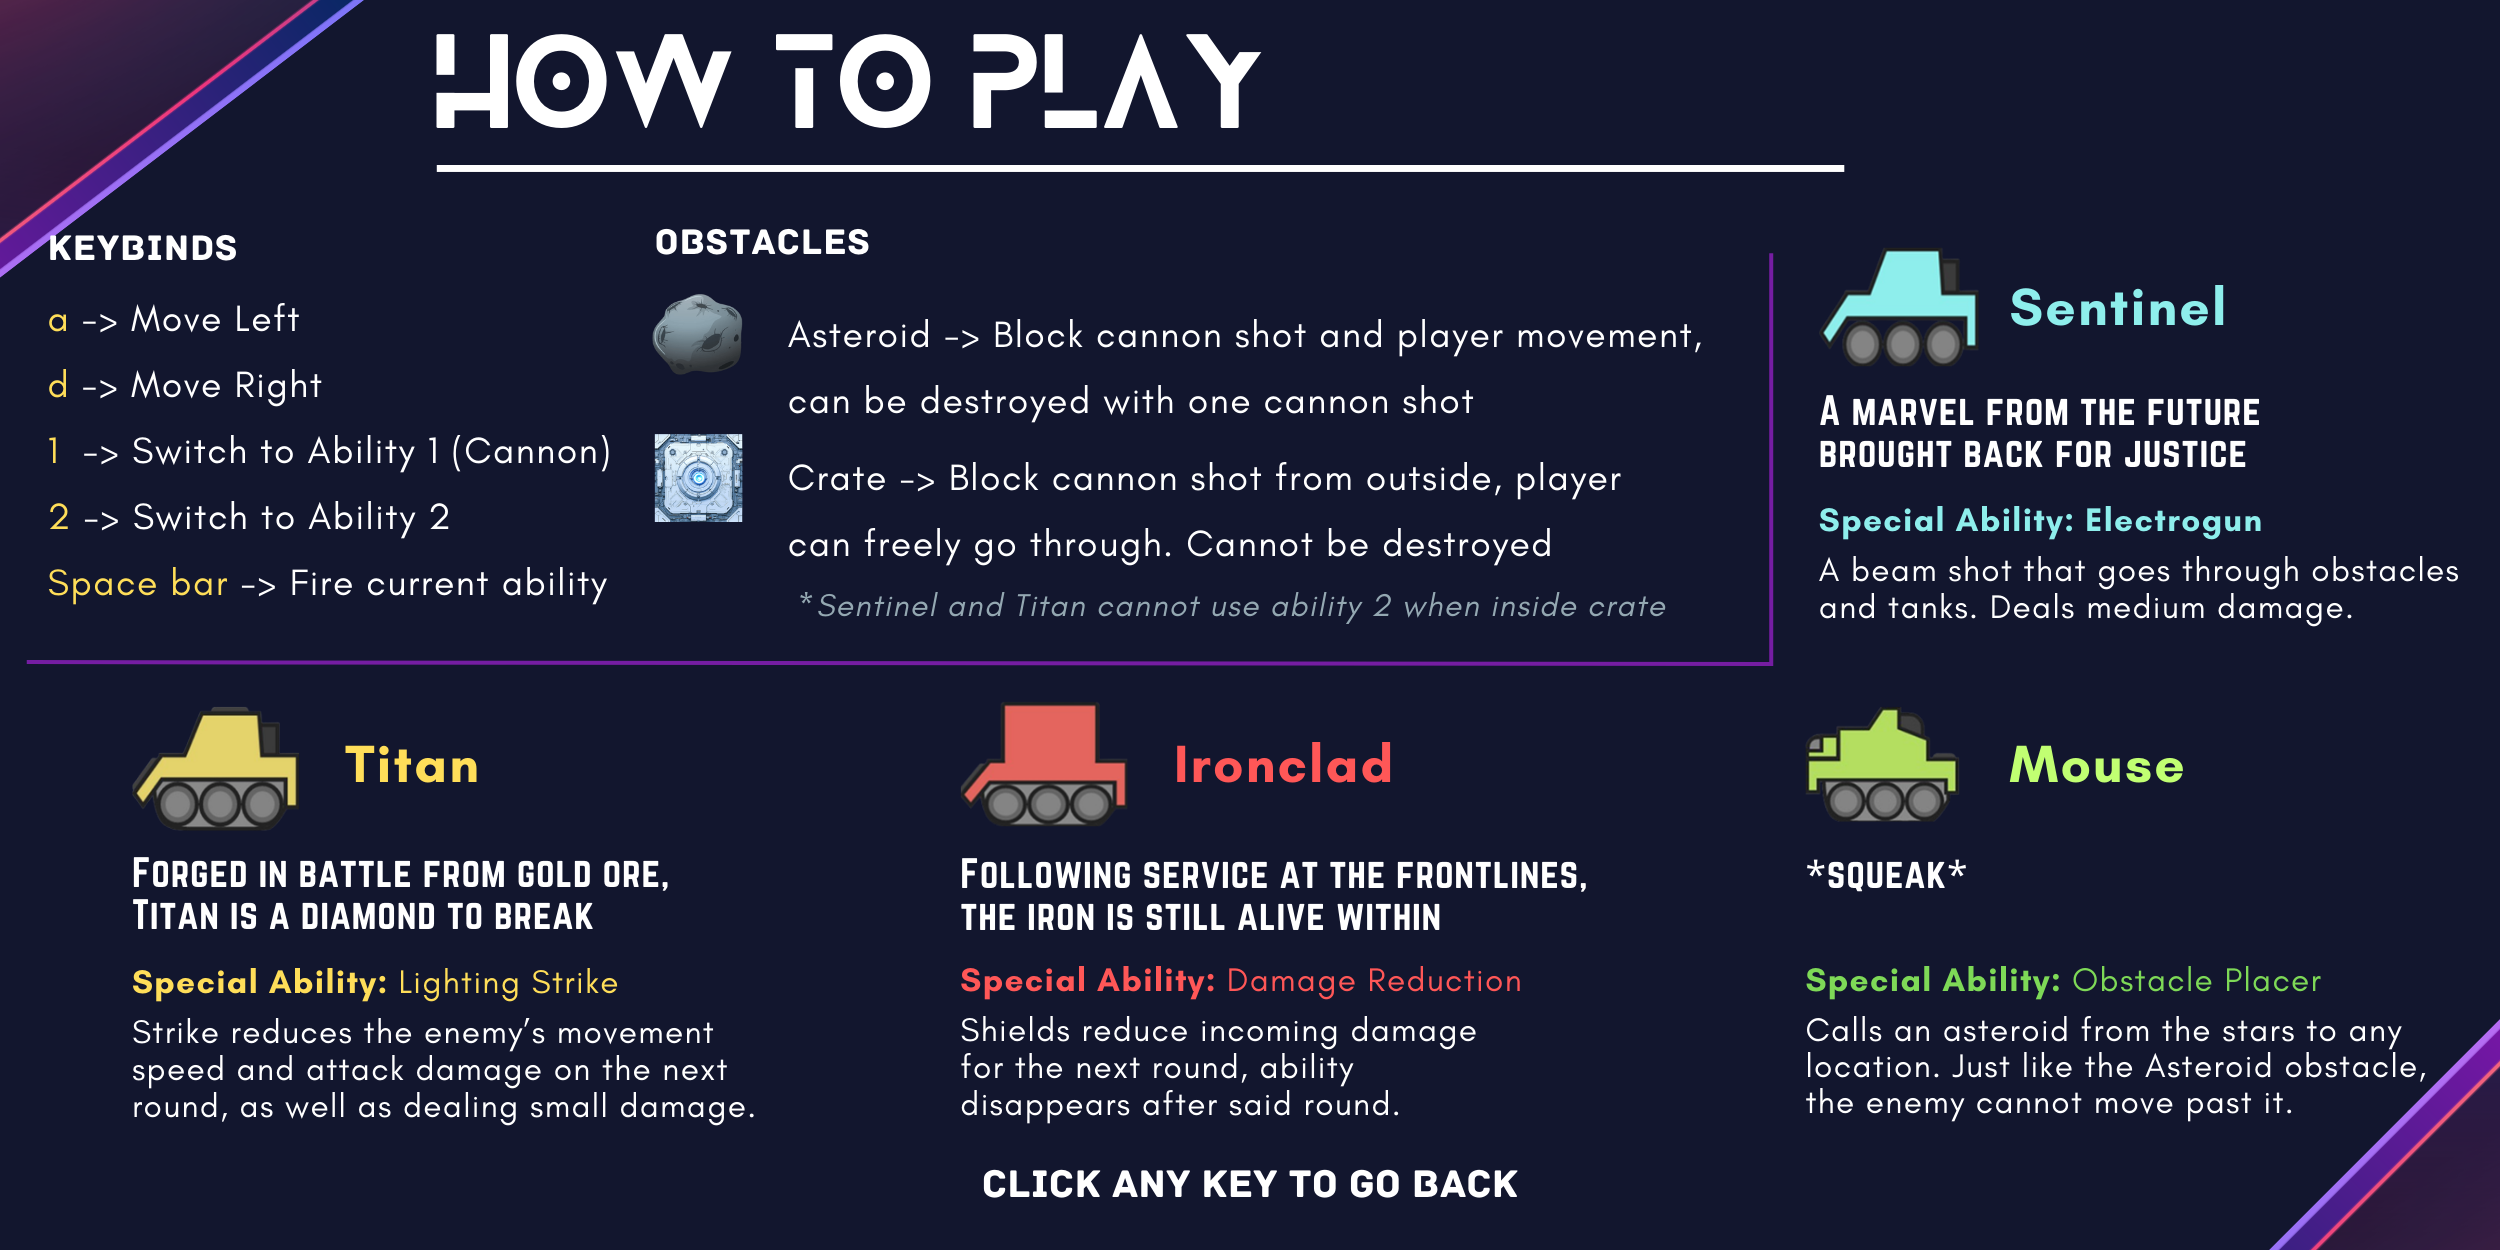 HOW TO PLAY
KEYBINDS
a -> Move Left
d -> Move Right
1 -> Switch to Ability 1 (Cannon)
2 -> Switch to Ability 2
Space bar -> Fire current ability
OBSTACLES
Asteroid -> Block cannon shot and player movement,
can be destroyed with one cannon shot
Crate -> Block cannon shot from outside, player
can freely go through. Cannot be destroyed
*Sentinel and Titan cannot use ability 2 when inside crate
Sentinel
A MARVEL FROM THE FUTURE
BROUGHT BACK FOR JUSTICE
Special Ability: Electrogun
A beam shot that goes through obstacles
and tanks. Deals medium damage.
Titan
FORGED IN BATTLE FROM GOLD ORE,
TITAN IS A DIAMOND TO BREAK
Special Ability: Lighting Strike
Strike reduces the enemy's movement
speed and attack damage on the next
round, as well as dealing small damage.
Ironclad
FOLLOWING SERVICE AT THE FRONTLINES,
THE IRON IS STILL ALIVE WITHIN
Special Ability: Damage Reduction
Shields reduce incoming damage
for the next round, ability
disappears after said round.
Mouse
*SQUEAK*
Special Ability: Obstacle Placer
Calls an asteroid from the stars to any
location. Just like the Asteroid obstacle,
the enemy cannot move past it.
CLICK ANY KEY TO GO BACK